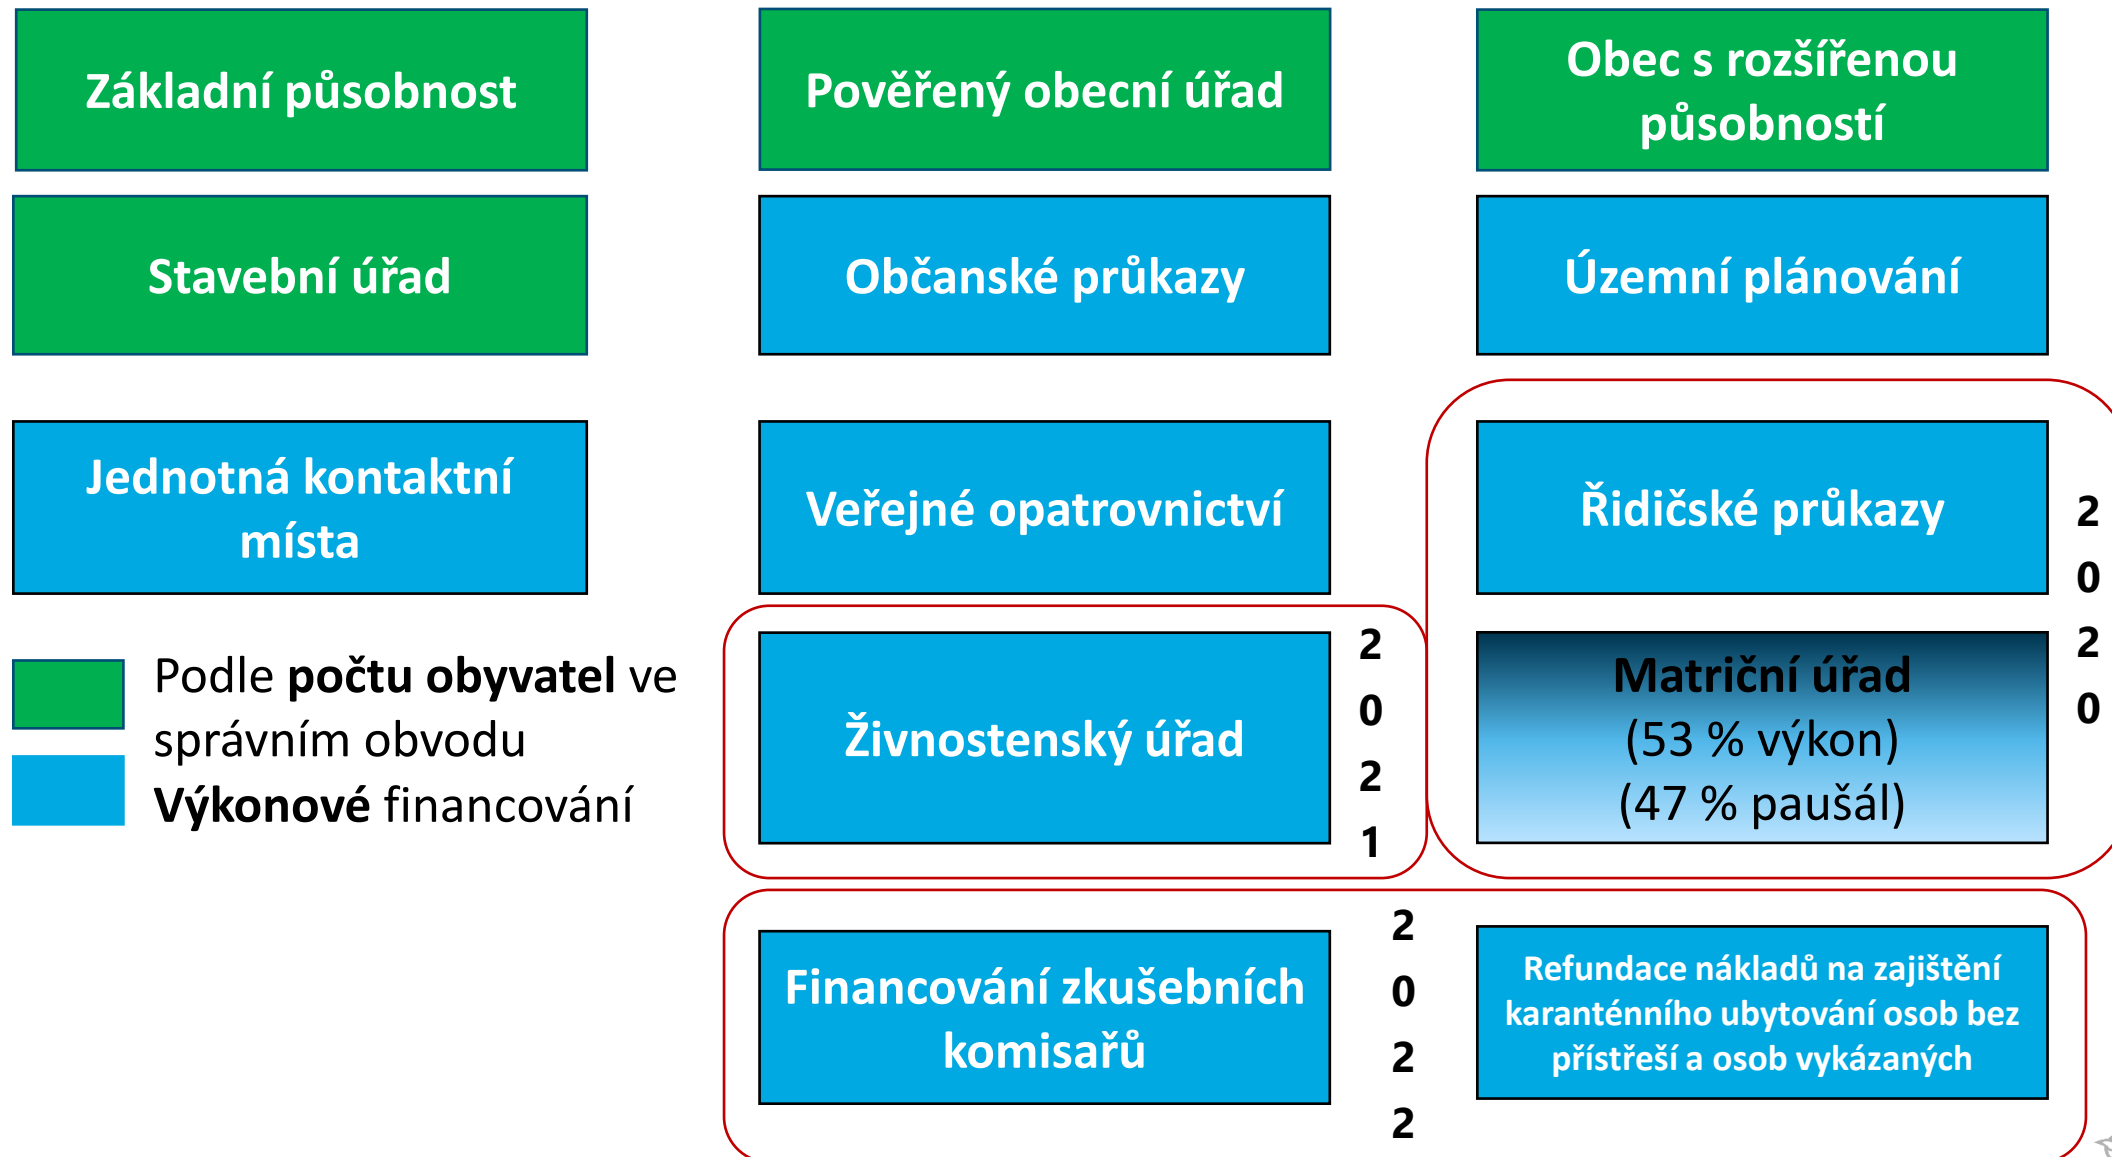 Základní působnost
Pověřený obecní úřad
Obec s rozšířenou
působností
Stavební úřad
Občanské průkazy
Územní plánování
Jednotná kontaktní
místa
Veřejné opatrovnictví
Řidičské průkazy
2
0
2
0
Podle počtu obyvatel ve
správním obvodu
Výkonové financování
Živnostenský úřad
2
0
2
1
Matriční úřad
(53 % výkon)
(47 % paušál)
Financování zkušebních
komisařů
2
0
2
2
Refundace nákladů na zajištění
karanténního ubytování osob bez
přístřeší a osob vykázaných